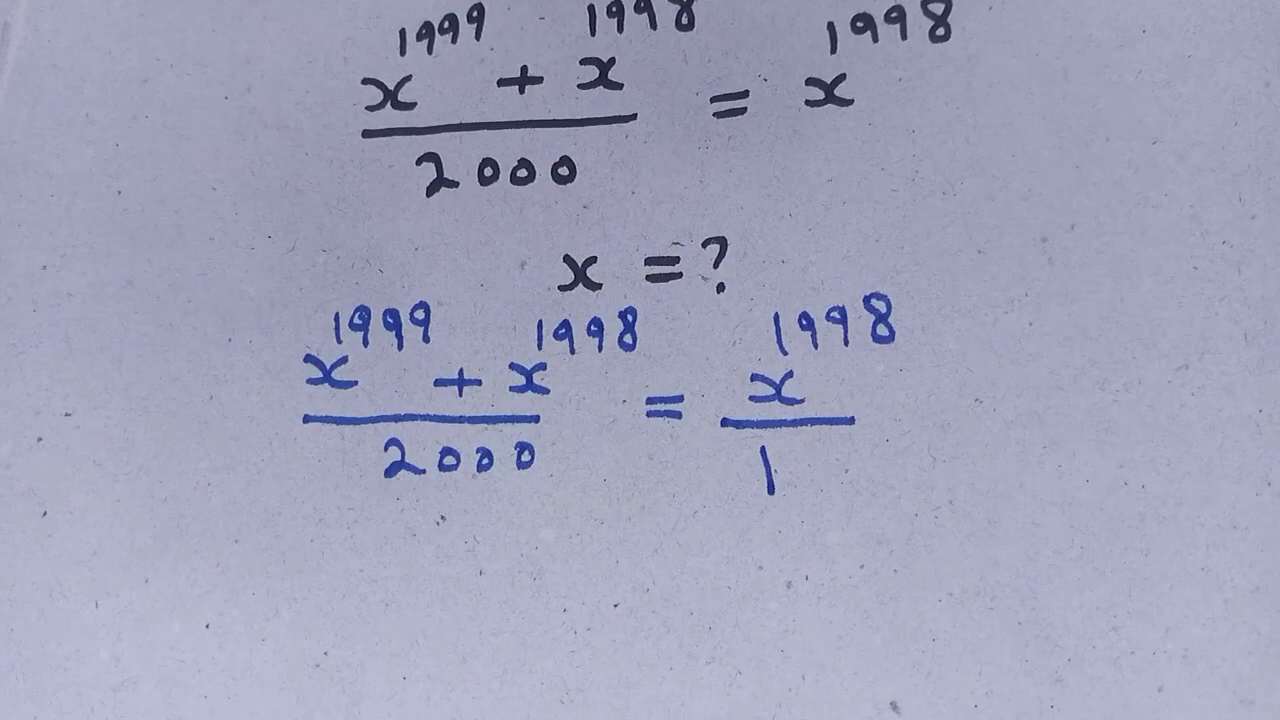 x^1999 + x^1998 / 2000 = x^1998
x = ?
x^1999 + x^1998 / 2000 = x^1998 / 1